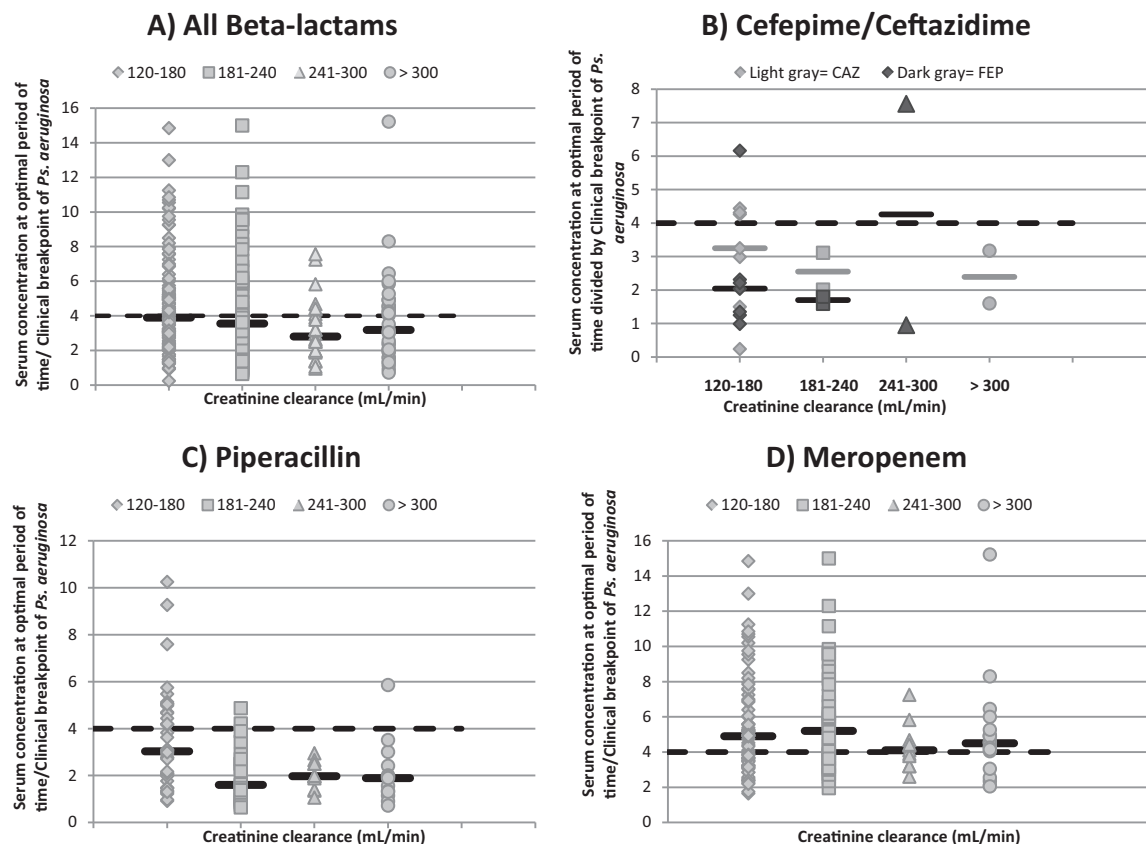 A) All Beta-lactams
120-180 181-240 241-300 > 300
Serum concentration at optimal period of
time/ Clinical breakpoint of Ps. aeruginosa
16
14
12
10
8
6
4
2
0
Creatinine clearance (mL/min)
B) Cefepime/Ceftazidime
Light gray= CAZ Dark gray= FEP
Serum concentration at optimal period of
time divided by Clinical breakpoint of Ps.
aeruginosa
8
7
6
5
4
3
2
1
0
120-180 181-240 241-300 > 300
Creatinine clearance (mL/min)
C) Piperacillin
120-180 181-240 241-300 > 300
Serum concentration at optimal period of
time/Clinical breakpoint of Ps. aeruginosa
12
10
8
6
4
2
0
Creatinine clearance (mL/min)
D) Meropenem
120-180 181-240 241-300 > 300
Serum concentration at optimal period of
time/Clinical breakpoint of Ps. aeruginosa
16
14
12
10
8
6
4
2
0
Creatinine clearance (mL/min)